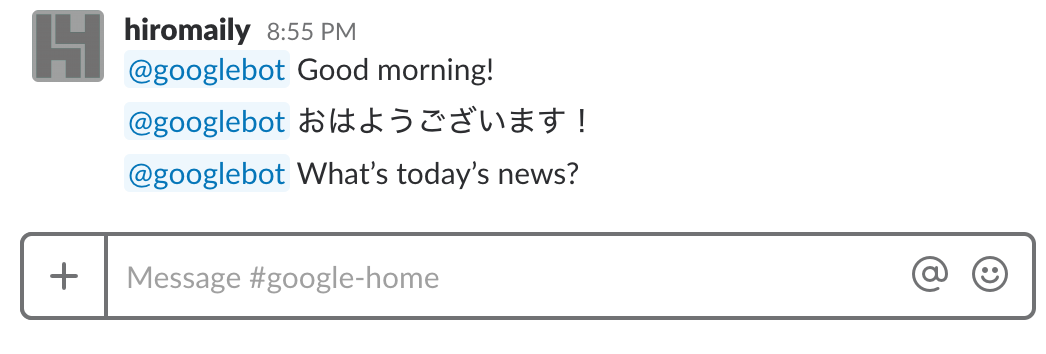 hiromaily 8:55 PM
@googlebot Good morning!
@googlebot おはようございます！
@googlebot What’s today’s news?
Message #google-home